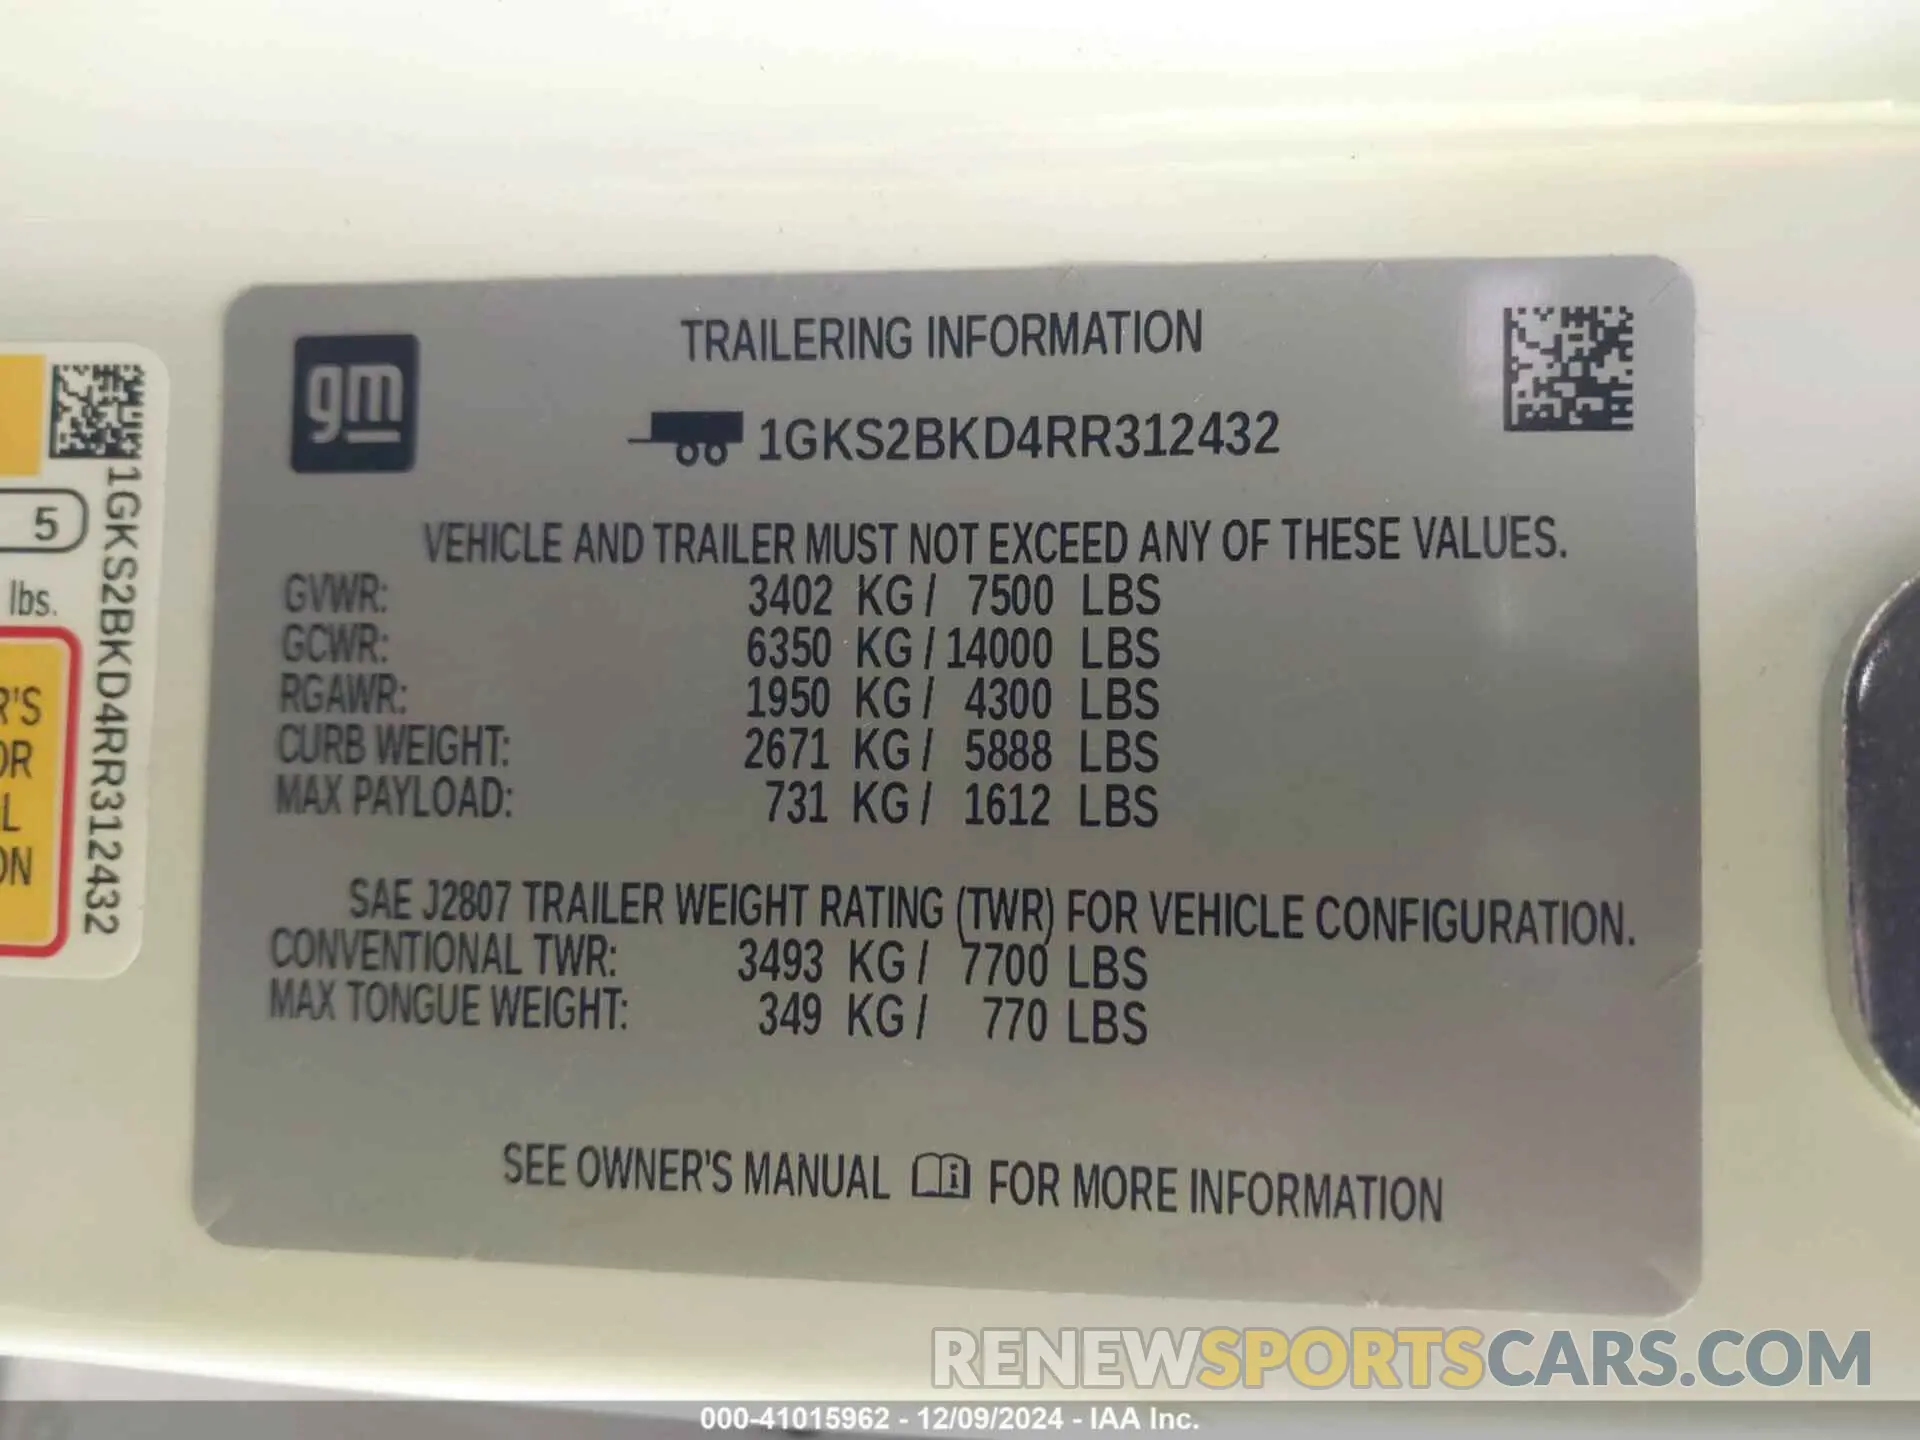 gm
TRAILERING INFORMATION
1GKS2BKD4RR312432
VEHICLE AND TRAILER MUST NOT EXCEED ANY OF THESE VALUES.
GVWR: 3402 KG / 7500 LBS
GCWR: 6350 KG / 14000 LBS
RGAWR: 1950 KG / 4300 LBS
CURB WEIGHT: 2671 KG / 5888 LBS
MAX PAYLOAD: 731 KG / 1612 LBS
SAE J2807 TRAILER WEIGHT RATING (TWR) FOR VEHICLE CONFIGURATION.
CONVENTIONAL TWR: 3493 KG / 7700 LBS
MAX TONGUE WEIGHT: 349 KG / 770 LBS
SEE OWNER'S MANUAL FOR MORE INFORMATION
1GKS2BKD4RR312432
5
lbs.
R'S
OR
L
ON
RENEWSPORTSCARS.COM
000-41015962 - 12/09/2024 - IAA Inc.